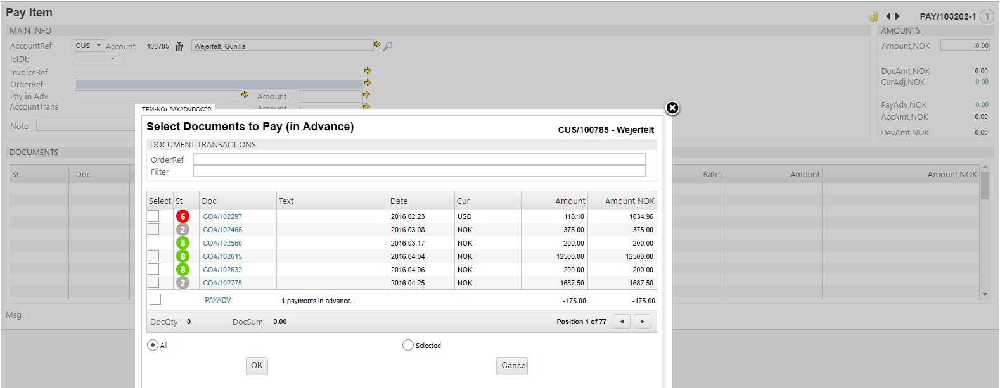 Pay Item
PAY/103202-1 1
MAIN INFO
AMOUNTS
AccountRef CUS Account 100785 Wejerfelt, Gunilla
Amount,NOK 0.00
IctDb
InvoiceRef
DocAmt,NOK 0.00
OrderRef
CurAdj,NOK 0.00
Pay in Adv Amount
AccountTrans Amount
PayAdv,NOK 0.00
AccAmt,NOK 0.00
Note
DevAmt,NOK 0.00
DOCUMENTS
St Doc T Rate Amount Amount,NOK
Msg
TEM-NO: PAYADVDOCPP
Select Documents to Pay (in Advance)
CUS/100785 - Wejerfelt
DOCUMENT TRANSACTIONS
OrderRef
Filter
Select St Doc Text Date Cur Amount Amount,NOK
6 COA/102297 2016.02.23 USD 118.10 1034.96
2 COA/102466 2016.03.08 NOK 375.00 375.00
8 COA/102560 2016.03.17 NOK 200.00 200.00
8 COA/102615 2016.04.04 NOK 12500.00 12500.00
8 COA/102632 2016.04.06 NOK 200.00 200.00
2 COA/102775 2016.04.25 NOK 1687.50 1687.50
PAYADV 1 payments in advance -175.00 -175.00
DocQty 0 DocSum 0.00 Position 1 of 77
All Selected
OK Cancel